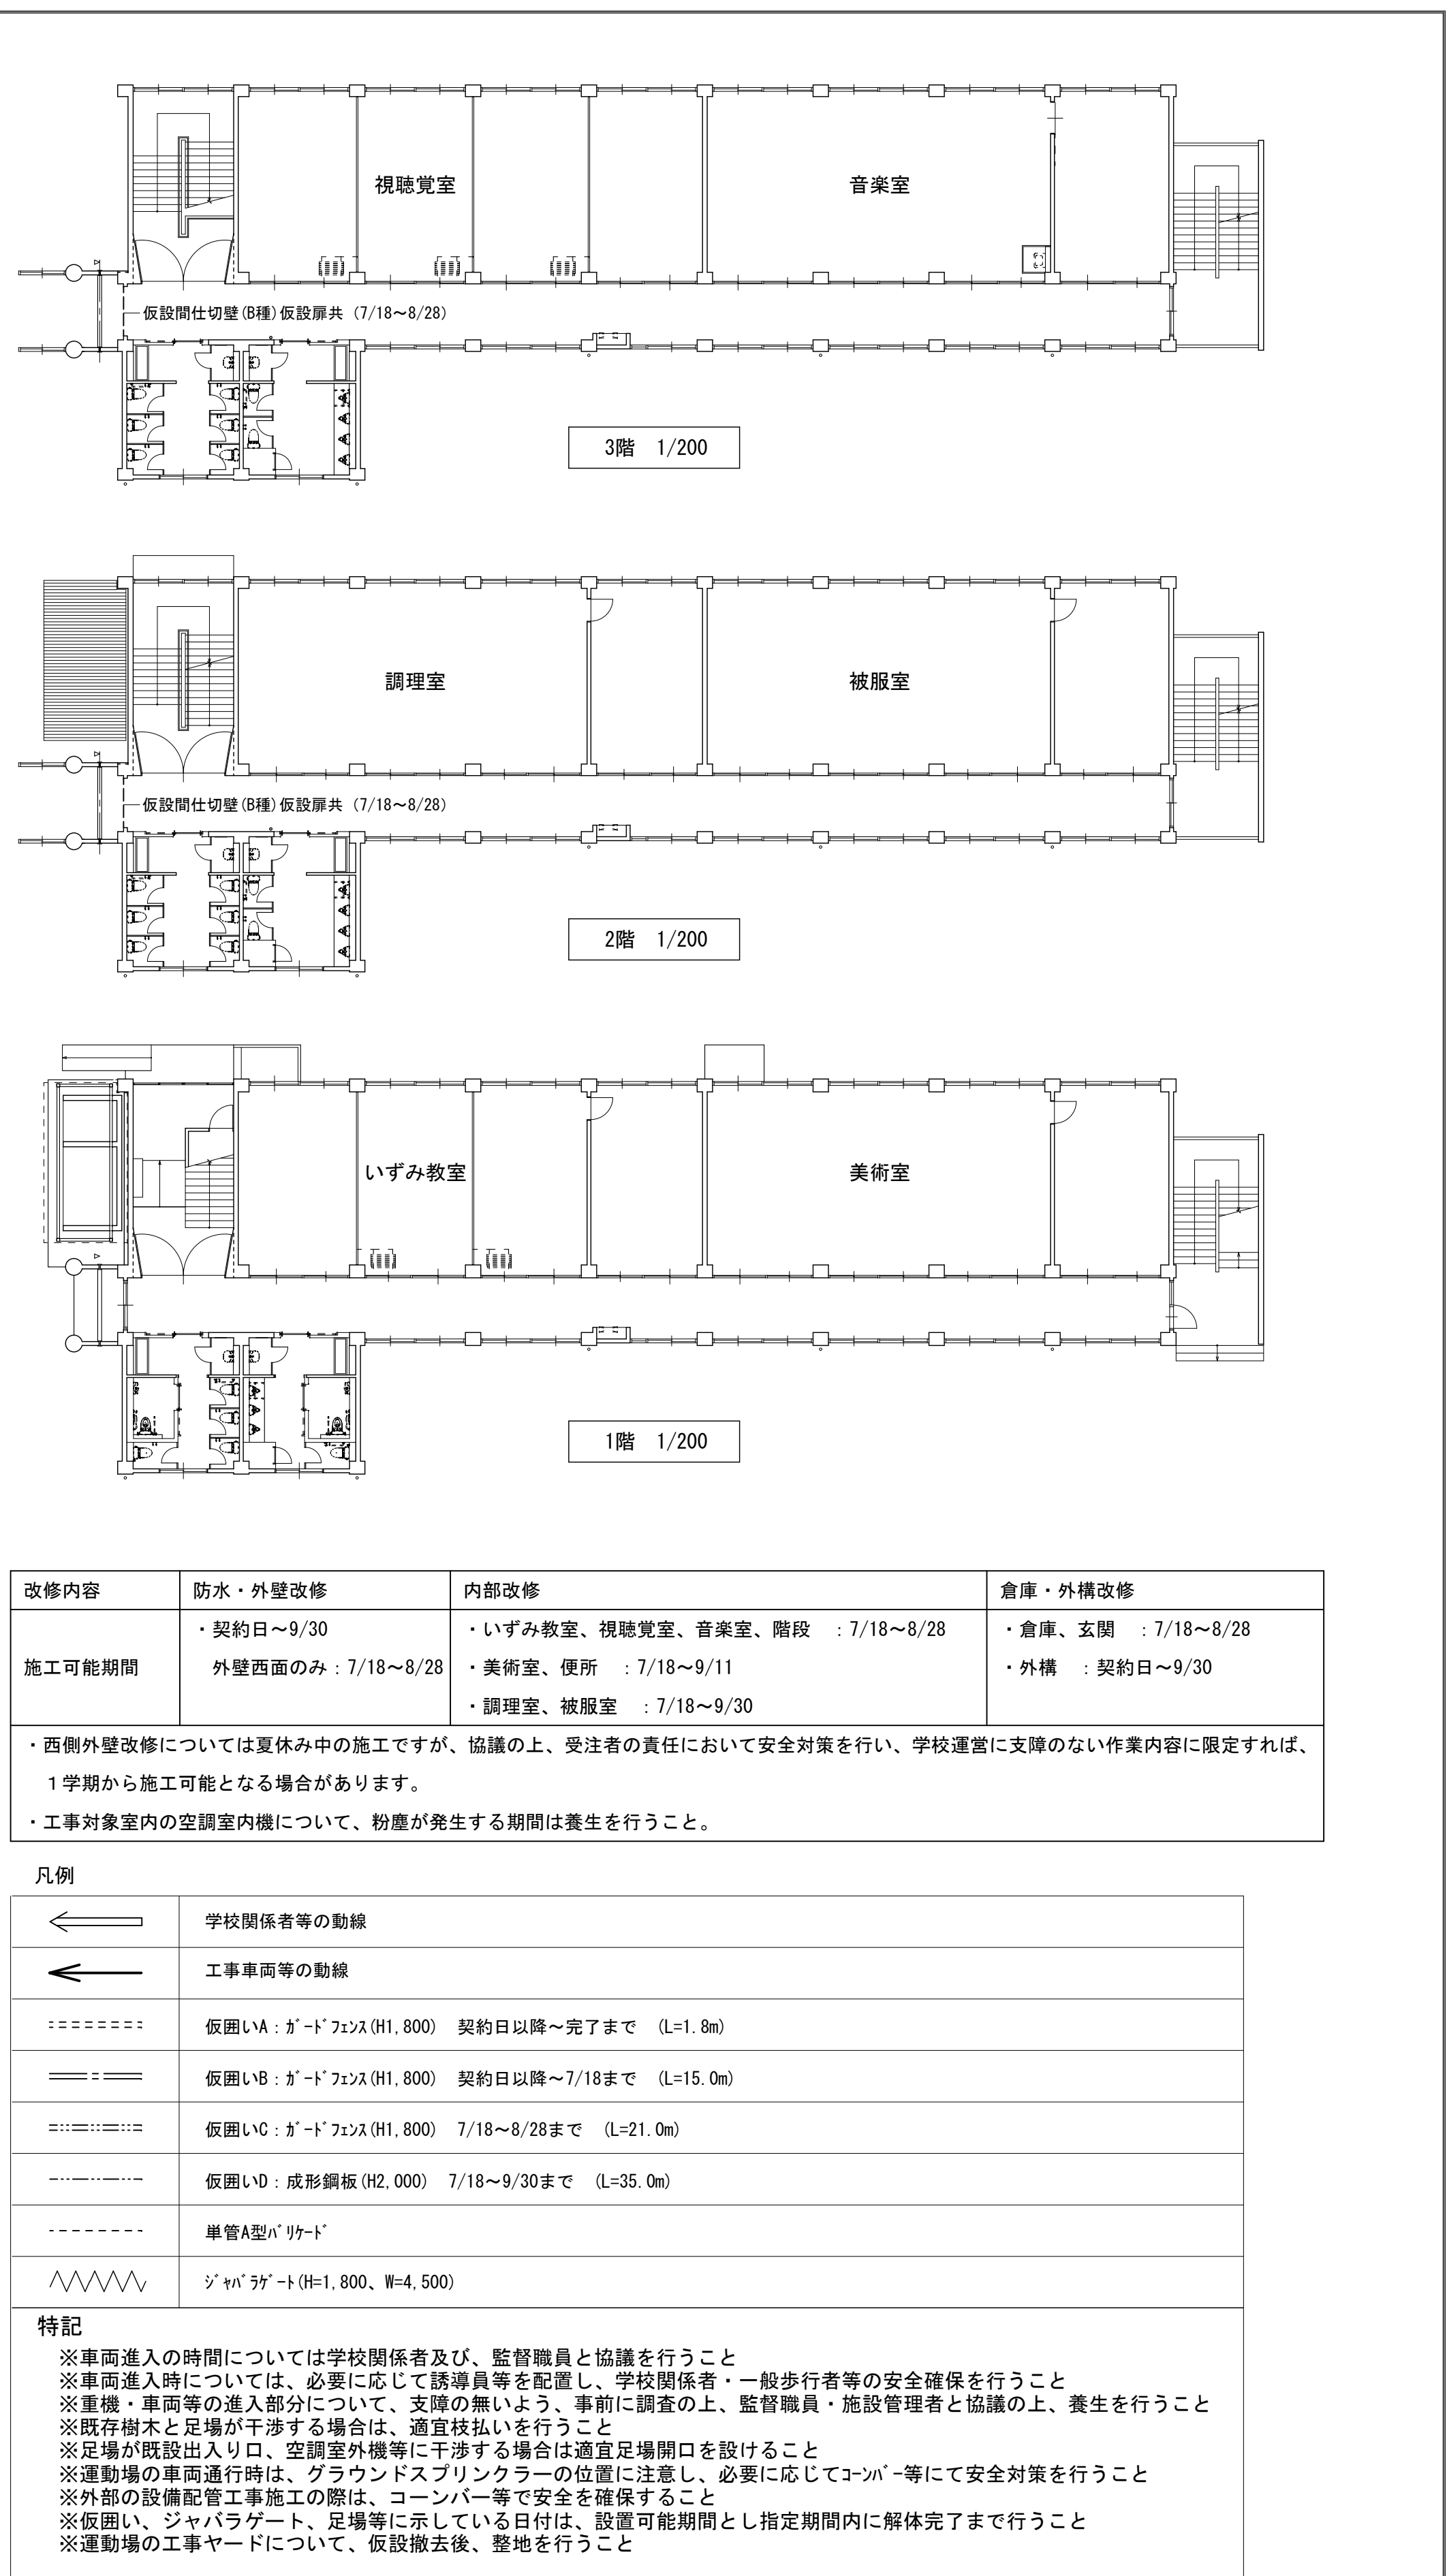 視聴覚室
音楽室
仮設間仕切壁(B種)仮設扉共 (7/18～8/28)
3階 1/200
調理室
被服室
仮設間仕切壁(B種)仮設扉共 (7/18～8/28)
2階 1/200
いずみ教室
美術室
1階 1/200
改修内容 防水・外壁改修 内部改修 倉庫・外構改修
施工可能期間
・契約日～9/30
外壁西面のみ：7/18～8/28
・いずみ教室、視聴覚室、音楽室、階段 ：7/18～8/28
・美術室、便所 ：7/18～9/11
・調理室、被服室 ：7/18～9/30
・倉庫、玄関 ：7/18～8/28
・外構 ：契約日～9/30
・西側外壁改修については夏休み中の施工ですが、協議の上、受注者の責任において安全対策を行い、学校運営に支障のない作業内容に限定すれば、
１学期から施工可能となる場合があります。
・工事対象室内の空調室内機について、粉塵が発生する期間は養生を行うこと。
凡例
学校関係者等の動線
工事車両等の動線
仮囲いA：ｶﾞｰﾄﾞﾌｪﾝｽ(H1,800) 契約日以降～完了まで (L=1.8m)
仮囲いB：ｶﾞｰﾄﾞﾌｪﾝｽ(H1,800) 契約日以降～7/18まで (L=15.0m)
仮囲いC：ｶﾞｰﾄﾞﾌｪﾝｽ(H1,800) 7/18～8/28まで (L=21.0m)
仮囲いD：成形鋼板(H2,000) 7/18～9/30まで (L=35.0m)
単管A型ﾊﾞﾘｹｰﾄﾞ
ｼﾞｬﾊﾞﾗｹﾞｰﾄ(H=1,800、W=4,500)
特記
※車両進入の時間については学校関係者及び、監督職員と協議を行うこと
※車両進入時については、必要に応じて誘導員等を配置し、学校関係者・一般歩行者等の安全確保を行うこと
※重機・車両等の進入部分について、支障の無いよう、事前に調査の上、監督職員・施設管理者と協議の上、養生を行うこと
※既存樹木と足場が干渉する場合は、適宜枝払いを行うこと
※足場が既設出入り口、空調室外機等に干渉する場合は適宜足場開口を設けること
※運動場の車両通行時は、グラウンドスプリンクラーの位置に注意し、必要に応じてｺｰﾝﾊﾞｰ等にて安全対策を行うこと
※外部の設備配管工事施工の際は、コーンバー等で安全を確保すること
※仮囲い、ジャバラゲート、足場等に示している日付は、設置可能期間とし指定期間内に解体完了まで行うこと
※運動場の工事ヤードについて、仮設撤去後、整地を行うこと